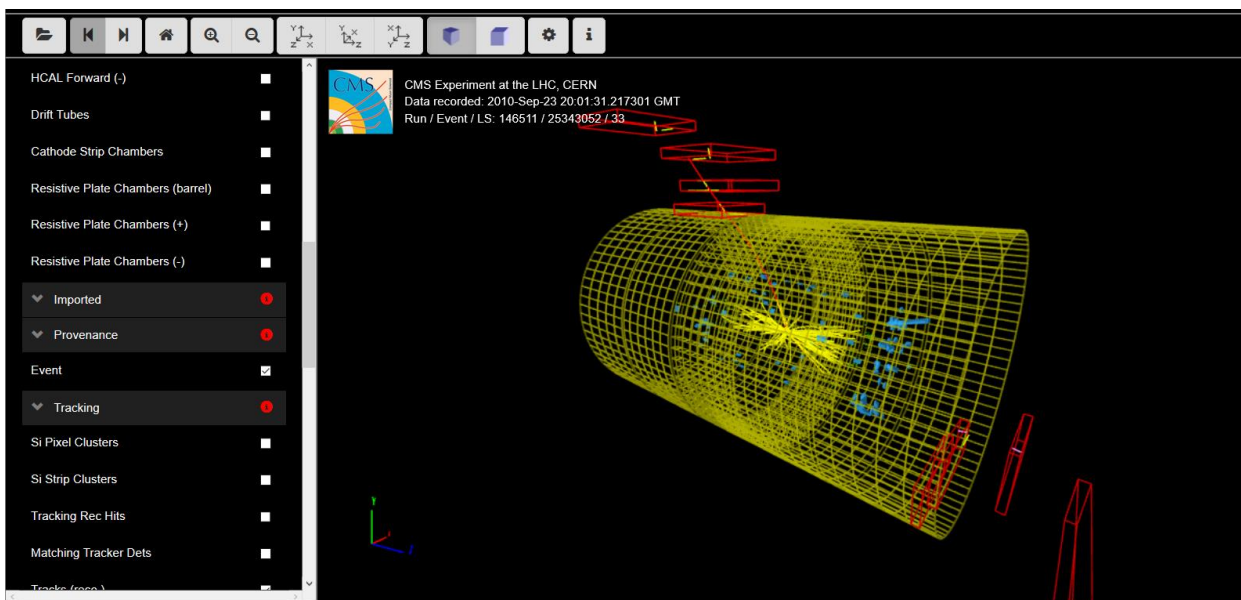 Y
Z X
Y X
Z
X
Y Z
i
HCAL Forward (-)
Drift Tubes
Cathode Strip Chambers
Resistive Plate Chambers (barrel)
Resistive Plate Chambers (+)
Resistive Plate Chambers (-)
Imported
Provenance
Event
Tracking
Si Pixel Clusters
Si Strip Clusters
Tracking Rec Hits
Matching Tracker Dets
Tracks (reco.)
CMS
CMS Experiment at the LHC, CERN
Data recorded: 2010-Sep-23 20:01:31.217301 GMT
Run / Event / LS: 146511 / 25343052 / 33
y